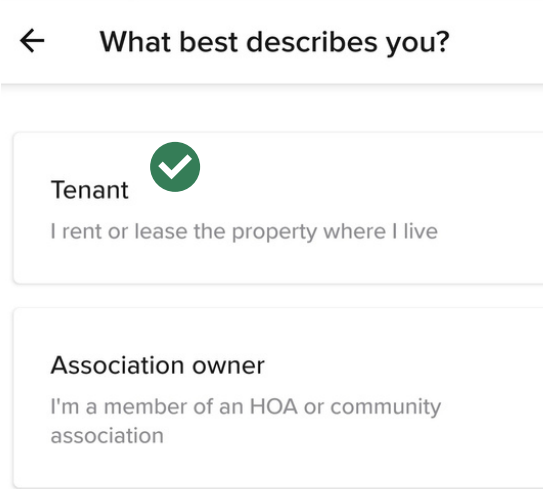 What best describes you?
Tenant
I rent or lease the property where I live
Association owner
I'm a member of an HOA or community
association